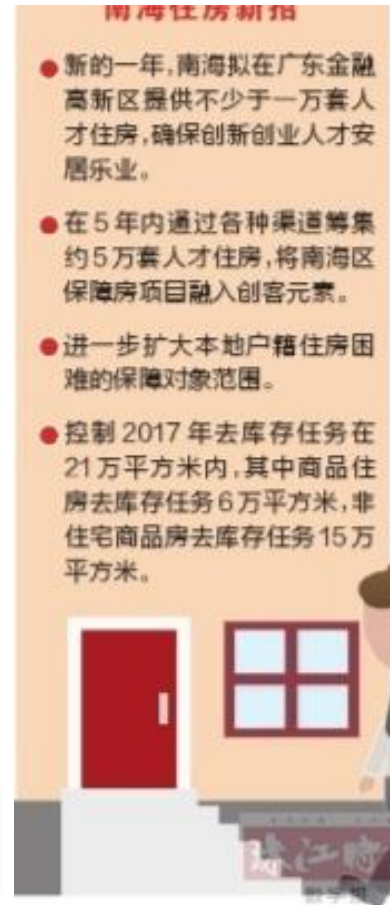 南海住房新招
●新的一年,南海拟在广东金融
高新区提供不少于一万套人
才住房,确保创新创业人才安
居乐业。
●在5年内通过各种渠道筹集
约5万套人才住房,将南海区
保障房项目融入创客元素。
●进一步扩大本地户籍住房困
难的保障对象范围。
●控制2017年去库存任务在
21万平方米内,其中商品住
房去库存任务6万平方米,非
住宅商品房去库存任务15万
平方米。
珠江时
数字报